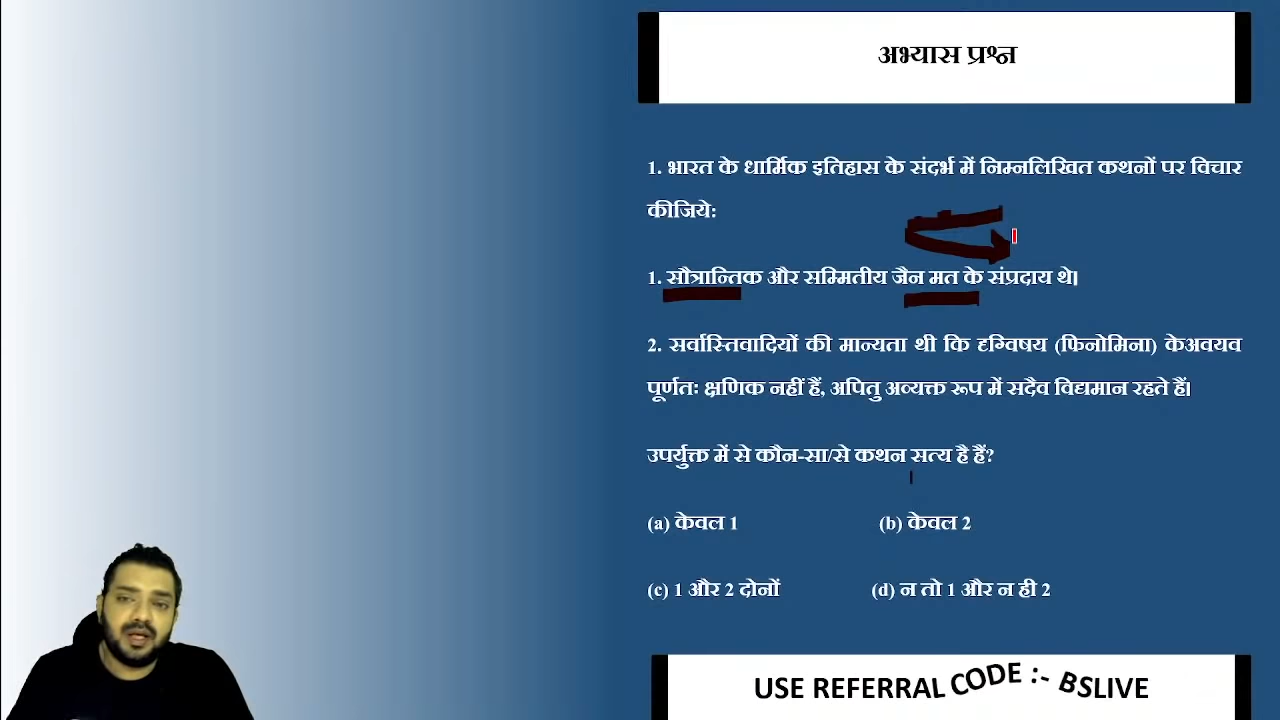 अभ्यास प्रश्न
1. भारत के धार्मिक इतिहास के संदर्भ में निम्नलिखित कथनों पर विचार
कीजिये:
1. सौत्रान्तिक और सम्मितीय जैन मत के संप्रदाय थे।
2. सर्वास्तिवादियों की मान्यता थी कि दृग्विषय (फिनोमिना) केअवयव
पूर्णतः क्षणिक नहीं हैं, अपितु अव्यक्त रूप में सदैव विद्यमान रहते हैं।
उपर्युक्त में से कौन-सा/से कथन सत्य है हैं?
(a) केवल 1 (b) केवल 2
(c) 1 और 2 दोनों (d) न तो 1 और न ही 2
USE REFERRAL CODE :- BSLIVE